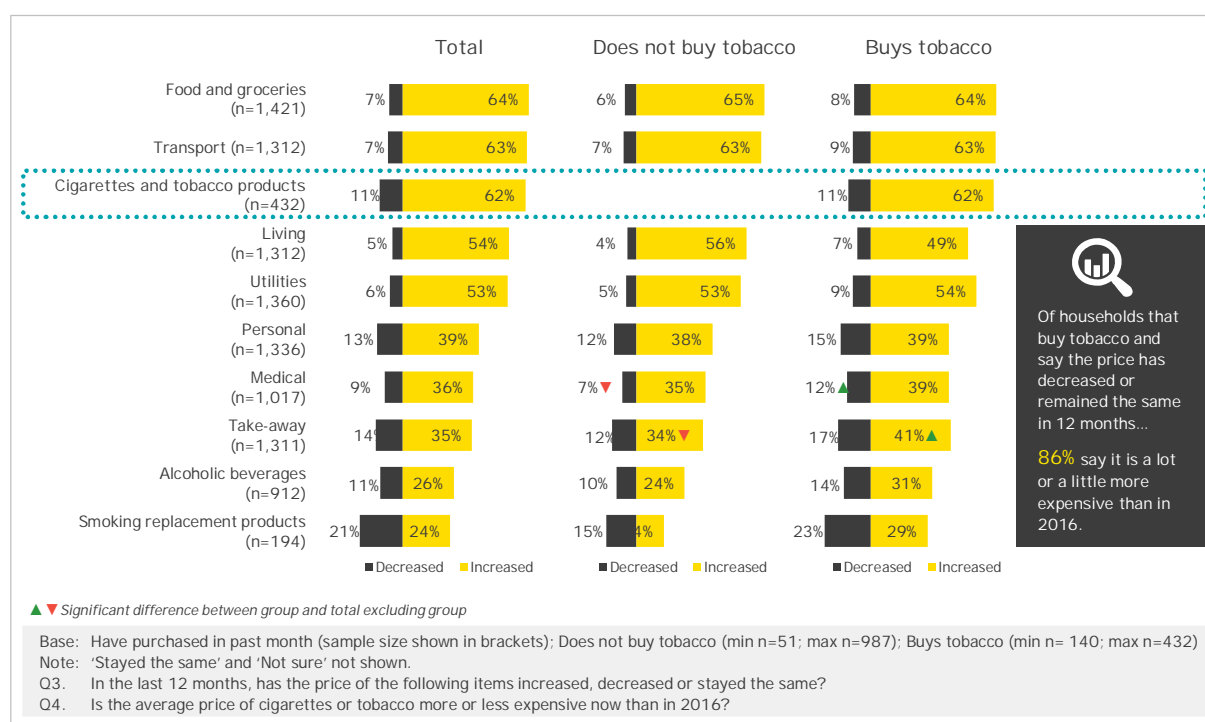 Total Does not buy tobacco Buys tobacco
Food and groceries
(n=1,421) 7% 64% 6% 65% 8% 64%
Transport (n=1,312) 7% 63% 7% 63% 9% 63%
Cigarettes and tobacco products
(n=432) 11% 62% 11% 62%
Living
(n=1,312) 5% 54% 4% 56% 7% 49%
Utilities
(n=1,360) 6% 53% 5% 53% 9% 54%
Personal
(n=1,336) 13% 39% 12% 38% 15% 39%
Medical
(n=1,017) 9% 36% 7%▼ 35% 12%▲ 39%
Take-away
(n=1,311) 14% 35% 12% 34%▼ 17% 41%▲
Alcoholic beverages
(n=912) 11% 26% 10% 24% 14% 31%
Smoking replacement products
(n=194) 21% 24% 15% 23% 29%
■Decreased ■Increased ■Decreased ■Increased ■Decreased ■Increased
Of households that
buy tobacco and
say the price has
decreased or
remained the same
in 12 months...
86% say it is a lot
or a little more
expensive than in
2016.
▲▼Significant difference between group and total excluding group
Base: Have purchased in past month (sample size shown in brackets); Does not buy tobacco (min n=51; max n=987); Buys tobacco (min n= 140; max n=432)
Note: 'Stayed the same' and 'Not sure' not shown.
Q3. In the last 12 months, has the price of the following items increased, decreased or stayed the same?
Q4. Is the average price of cigarettes or tobacco more or less expensive now than in 2016?